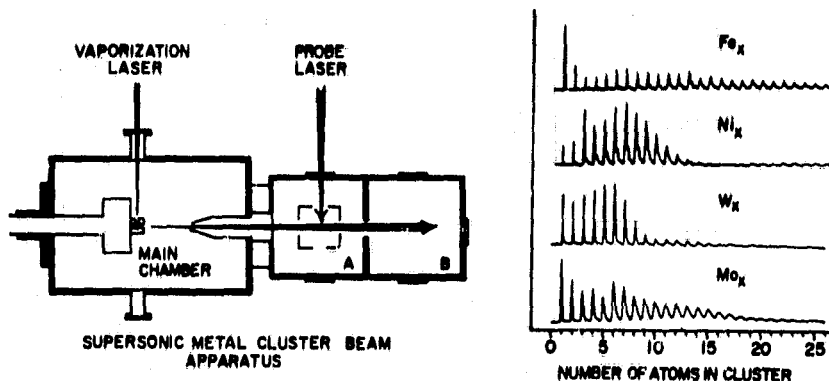 VAPORIZATION
LASER
PROBE
LASER
MAIN
CHAMBER
A
B
SUPERSONIC METAL CLUSTER BEAM
APPARATUS
Feₓ
Niₓ
Wₓ
Moₓ
0 5 10 15 20 25
NUMBER OF ATOMS IN CLUSTER